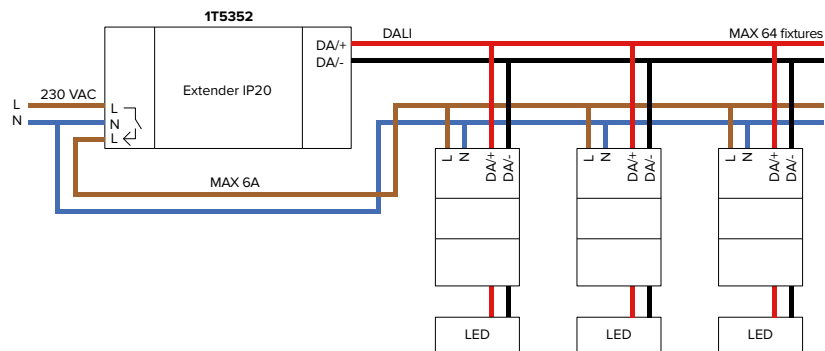 1T5352
DA/+
DALI
MAX 64 fixtures
DA/-
Extender IP20
230 VAC
L
L
N
N
L
MAX 6A
L
N
DA/+
DA/-
L
N
DA/+
DA/-
L
N
DA/+
DA/-
LED
LED
LED